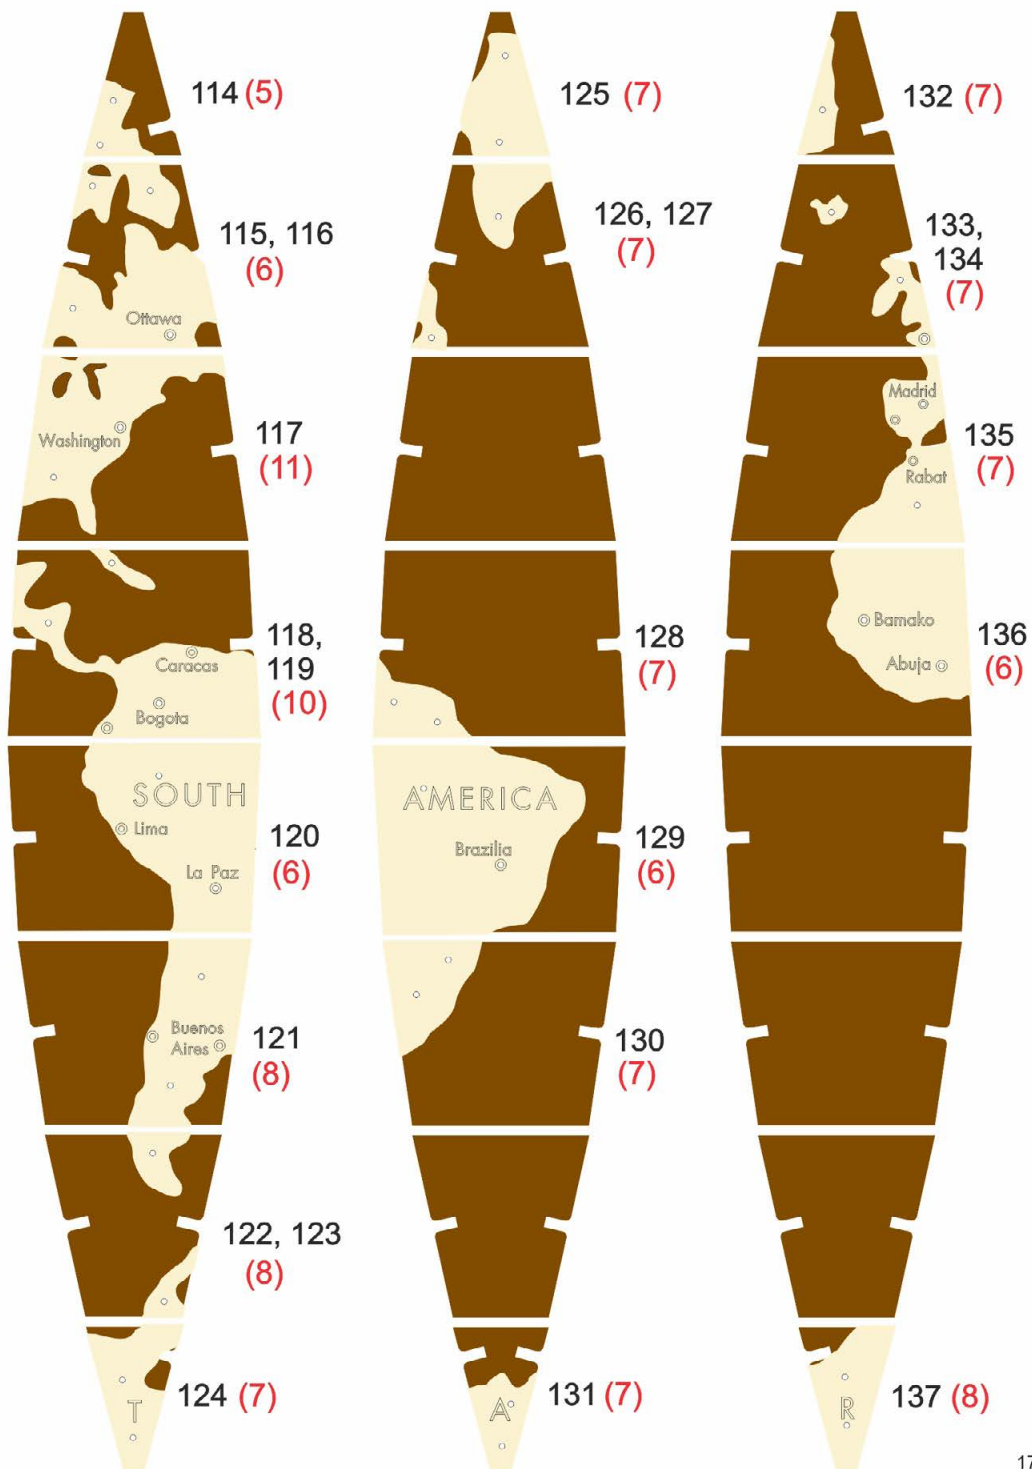 114 (5)
115, 116
(6)
Ottawa
Washington
117
(11)
118,
119
(10)
Caracas
Bogota
SOUTH
Lima
La Paz
120
(6)
Buenos
Aires
121
(8)
122, 123
(8)
124 (7)
T
125 (7)
126, 127
(7)
128
(7)
AMERICA
Brazilia
129
(6)
130
(7)
131 (7)
A
132 (7)
133,
134
(7)
Madrid
135
(7)
Rabat
Bamako
Abuja
136
(6)
137 (8)
R
17